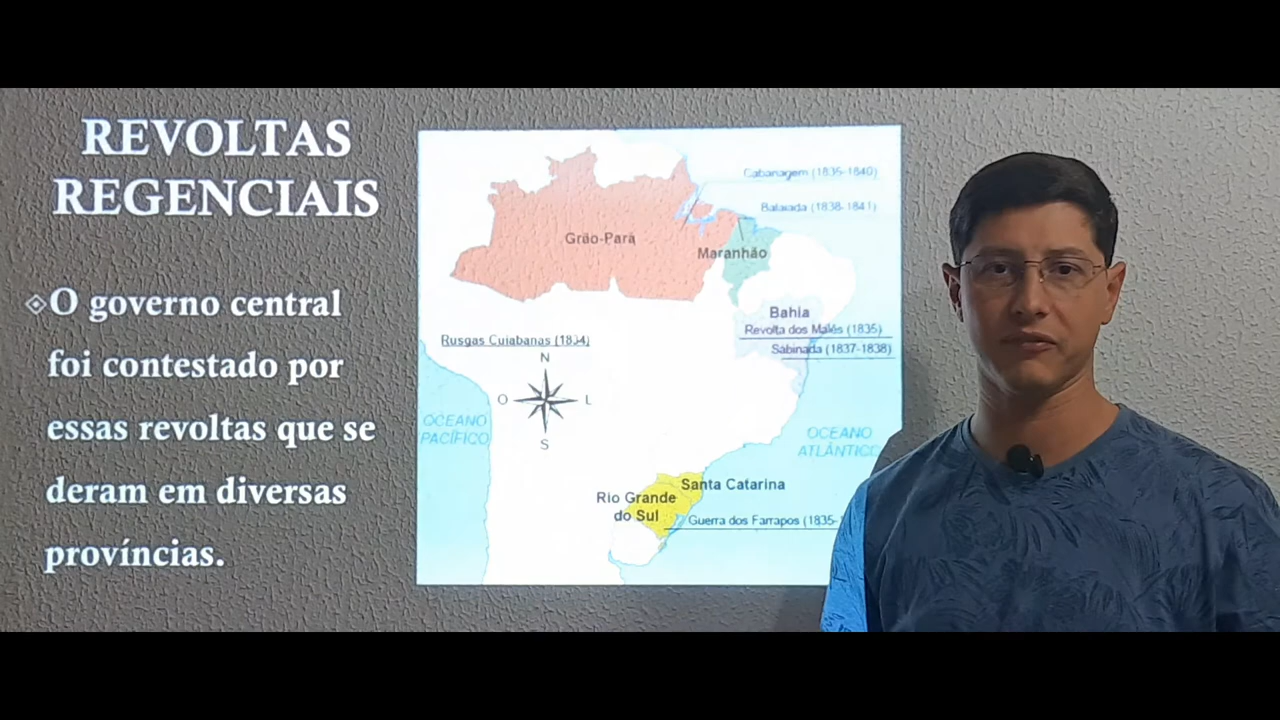 REVOLTAS
REGENCIAIS
O governo central
foi contestado por
essas revoltas que se
deram em diversas
províncias.
Cabanagem (1835-1840)
Balaiada (1838-1841)
Grão-Pará
Maranhão
Bahia
Revolta dos Malês (1835)
Sabinada (1837-1838)
Rusgas Cuiabanas (1834)
N
O
L
S
OCEANO
PACÍFICO
OCEANO
ATLÂNTICO
Santa Catarina
Rio Grande
do Sul
Guerra dos Farrapos (1835-